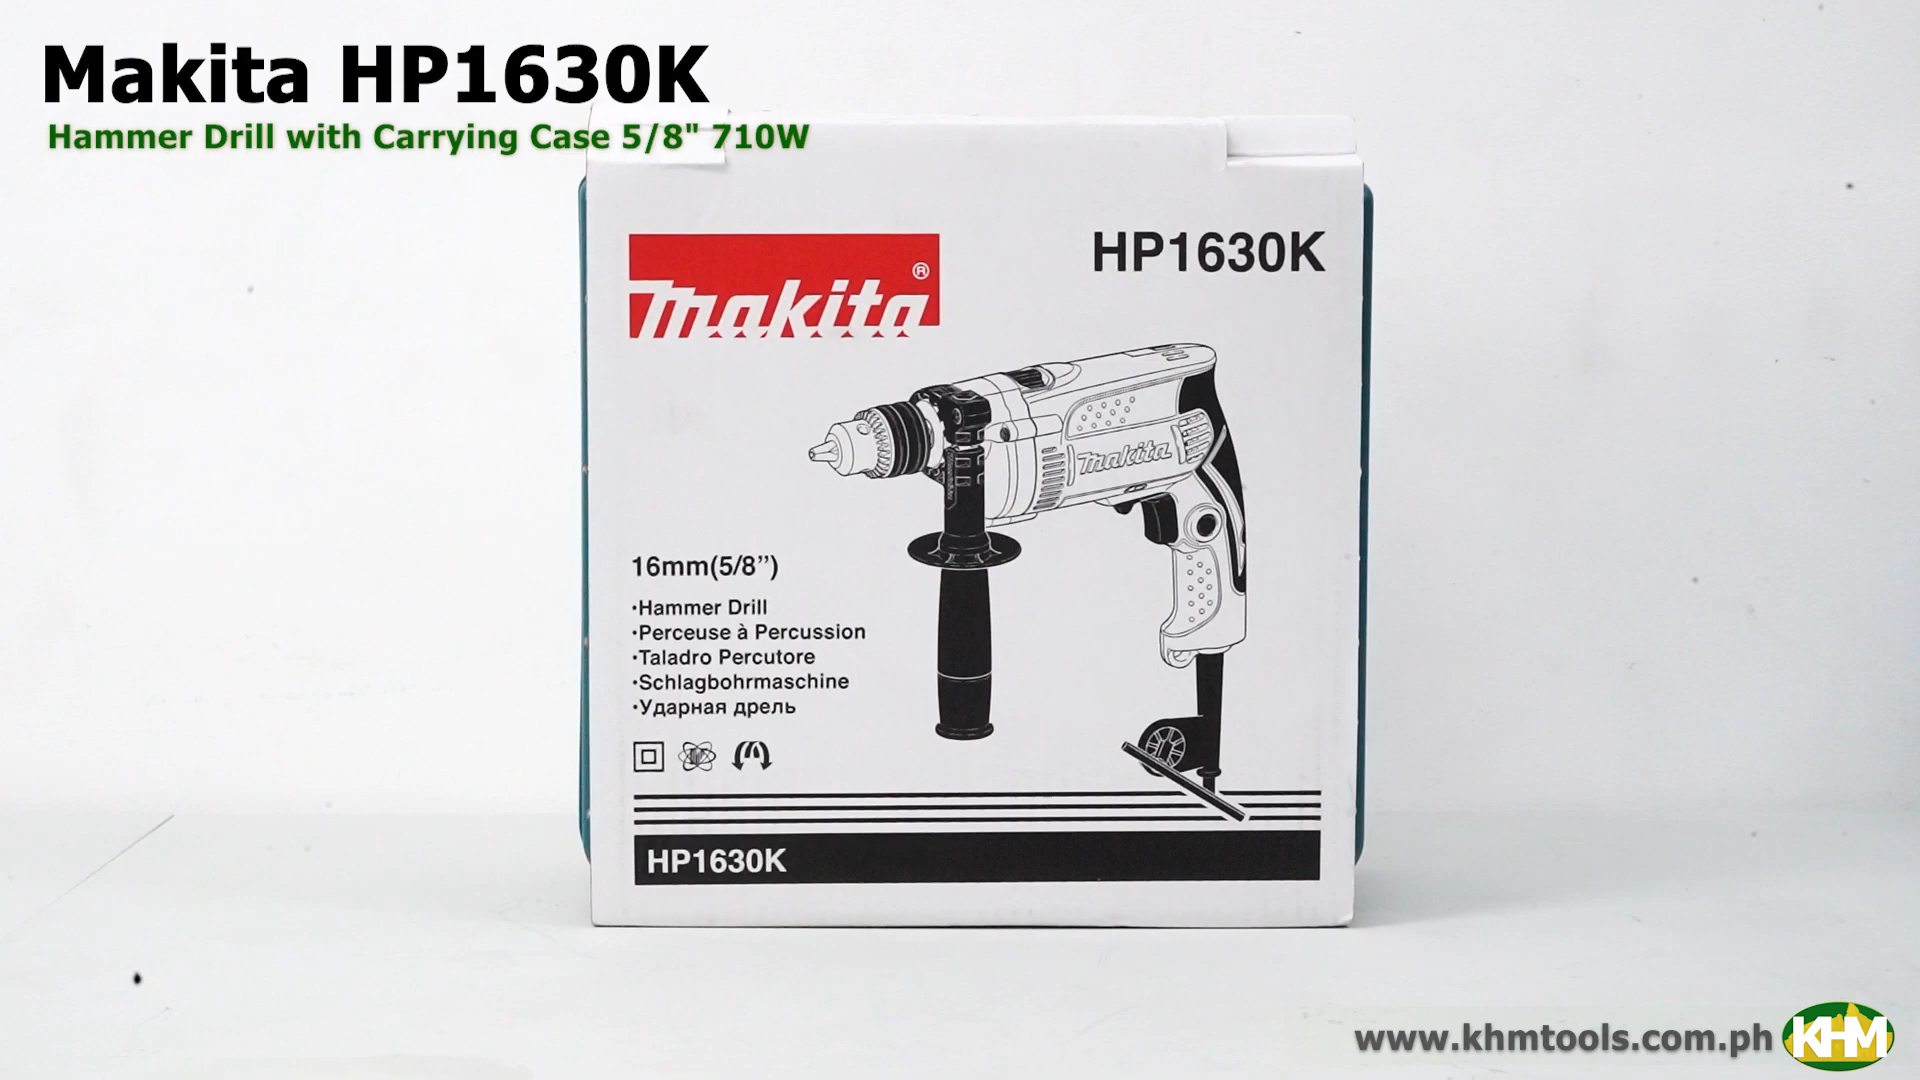 Makita HP1630K
Hammer Drill with Carrying Case 5/8" 710W
Makita®
HP1630K
Makita
16mm(5/8”)
·Hammer Drill
·Perceuse à Percussion
·Taladro Percutore
·Schlagbohrmaschine
·Ударная дрель
HP1630K
www.khmtools.com.ph KHM